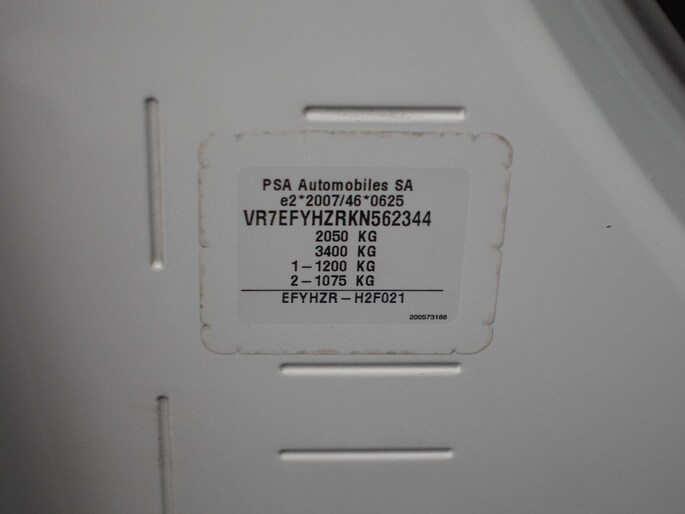 PSA Automobiles SA
e2*2007/46*0625
VR7EFYHZRKN562344
2050 KG
3400 KG
1-1200 KG
2-1075 KG
EFYHZR-H2F021
200573188